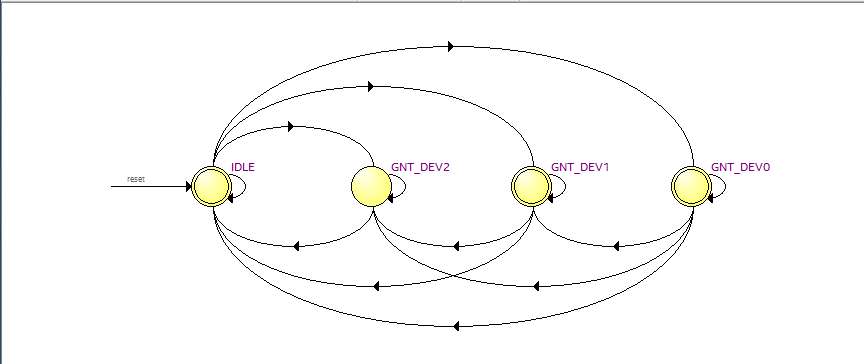 IDLE
GNT_DEV2
GNT_DEV1
GNT_DEV0
reset